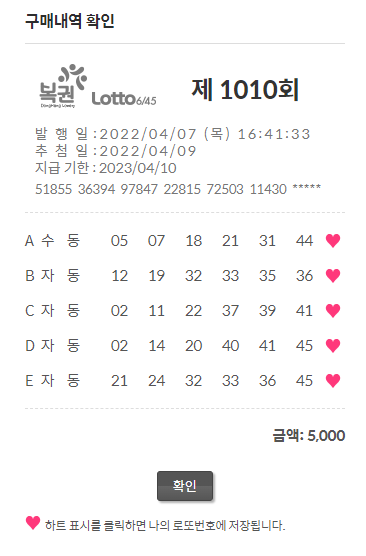 구매내역 확인
복권 Lotto 6/45 제 1010회
발 행 일 : 2022/04/07 (목) 16:41:33
추 첨 일 : 2022/04/09
지급 기한 : 2023/04/10
51855 36394 97847 22815 72503 11430 *****
A 수 동 05 07 18 21 31 44
B 자 동 12 19 32 33 35 36
C 자 동 02 11 22 37 39 41
D 자 동 02 14 20 40 41 45
E 자 동 21 24 32 33 36 45
금액: 5,000
확인
하트 표시를 클릭하면 나의 로또번호에 저장됩니다.